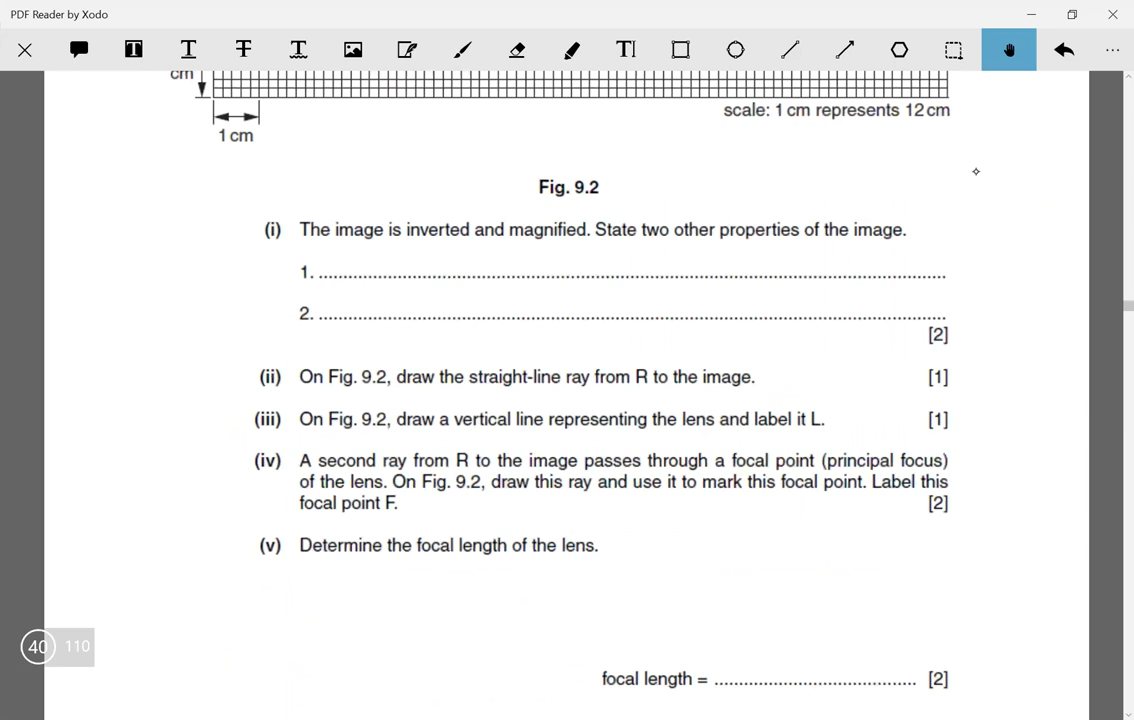 PDF Reader by Xodo
cm
scale: 1 cm represents 12 cm
1 cm
Fig. 9.2
(i) The image is inverted and magnified. State two other properties of the image.
1. ....................................................................................................
2. ....................................................................................................
[2]
(ii) On Fig. 9.2, draw the straight-line ray from R to the image. [1]
(iii) On Fig. 9.2, draw a vertical line representing the lens and label it L. [1]
(iv) A second ray from R to the image passes through a focal point (principal focus)
of the lens. On Fig. 9.2, draw this ray and use it to mark this focal point. Label this
focal point F. [2]
(v) Determine the focal length of the lens.
40 110
focal length = .......................................... [2]